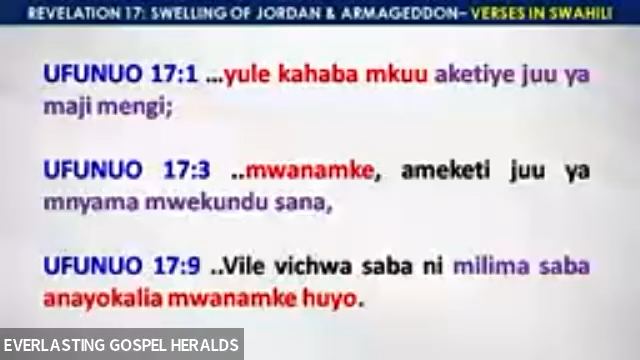 REVELATION 17: SWELLING OF JORDAN & ARMAGEDDON– VERSES IN SWAHILI
UFUNUO 17:1 ...yule kahaba mkuu aketiye juu ya
maji mengi;
UFUNUO 17:3 ..mwanamke, ameketi juu ya
mnyama mwekundu sana,
UFUNUO 17:9 ..Vile vichwa saba ni milima saba
anayokalia mwanamke huyo.
EVERLASTING GOSPEL HERALDS